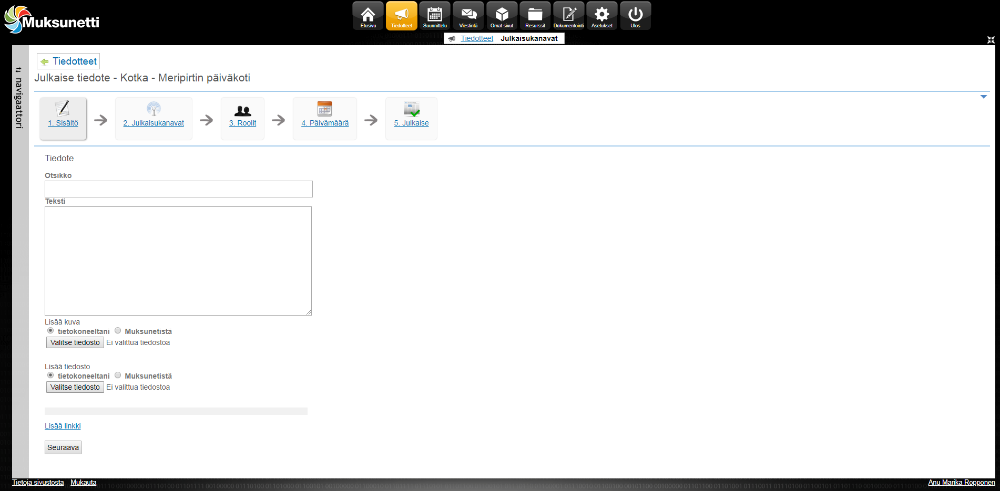 Muksunetti
Etusivu
Tiedotteet
Suunnittelu
Viestintä
Omat sivut
Resurssit
Dokumentointi
Asetukset
Ulos
Tiedotteet Julkaisukanavat
navigaattori
Tiedotteet
Julkaise tiedote - Kotka - Meripirtin päiväkoti
1. Sisältö
2. Julkaisukanavat
3. Roolit
4. Päivämäärä
5. Julkaise
Tiedote
Otsikko
Teksti
Lisää kuva
tietokoneeltani Muksunetistä
Valitse tiedosto Ei valittua tiedostoa
Lisää tiedosto
tietokoneeltani Muksunetistä
Valitse tiedosto Ei valittua tiedostoa
Lisää linkki
Seuraava
Tietoja sivustosta Mukauta
Anu Marika Ropponen